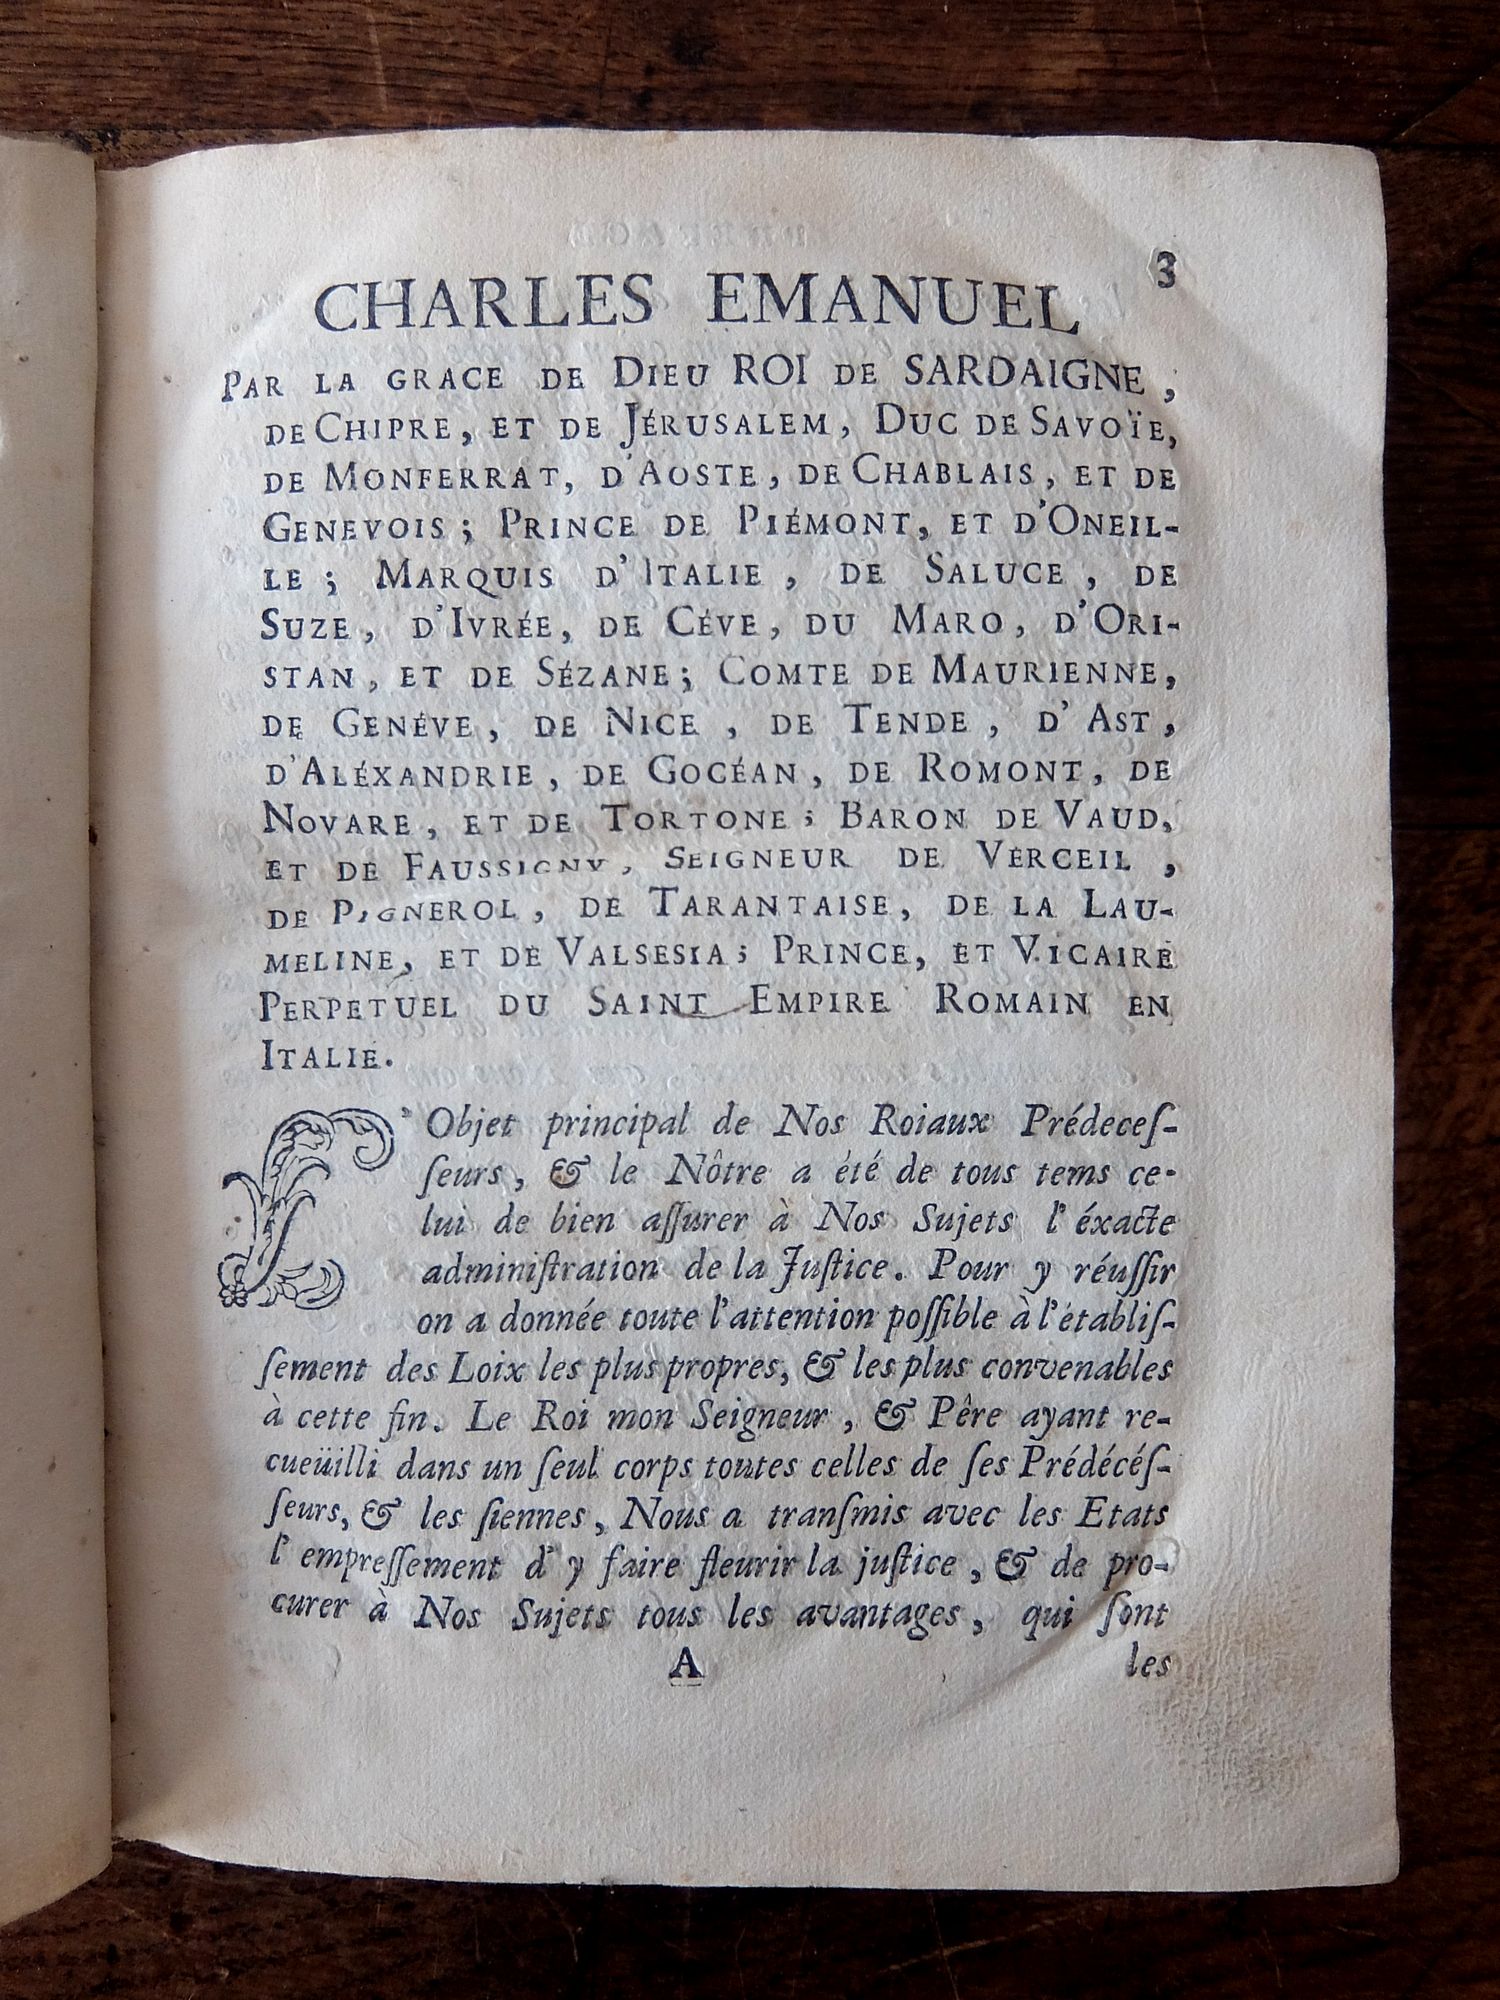 3
CHARLES EMANUEL
PAR LA GRACE DE DIEU ROI DE SARDAIGNE,
DE CHIPRE, ET DE JÉRUSALEM, DUC DE SAVOÏE,
DE MONFERRAT, D'AOSTE, DE CHABLAIS, ET DE
GENEVOIS; PRINCE DE PIÉMONT, ET D'ONEIL-
LE; MARQUIS D'ITALIE, DE SALUCE, DE
SUZE, D'IVRÉE, DE CÉVE, DU MARO, D'ORI-
STAN, ET DE SÉZANE; COMTE DE MAURIENNE,
DE GENÉVE, DE NICE, DE TENDE, D'AST,
D'ALÉXANDRIE, DE GOCÉAN, DE ROMONT, DE
NOVARE, ET DE TORTONE; BARON DE VAUD,
ET DE FAUSSIGNY, SEIGNEUR DE VERCEIL,
DE PIGNEROL, DE TARANTAISE, DE LA LAU-
MELINE, ET DE VALSESIA; PRINCE, ET VICAIRE
PERPETUEL DU SAINT EMPIRE ROMAIN EN
ITALIE.
L'Objet principal de Nos Roiaux Prédeceſ-
ſeurs, & le Nôtre a été de tous tems ce-
lui de bien aſſurer à Nos Sujets l'éxacte
adminiſtration de la Juſtice. Pour y réuſſir
on a donnée toute l'attention poſſible à l'établiſ-
ſement des Loix les plus propres, & les plus convenables
à cette fin. Le Roi mon Seigneur, & Pêre ayant re-
cueüilli dans un ſeul corps toutes celles de ſes Prédécéſ-
ſeurs, & les ſiennes, Nous a tranſmis avec les Etats
l'empreſſement d'y faire fleurir la juſtice, & de pro-
curer à Nos Sujets tous les avantages, qui ſont
A les